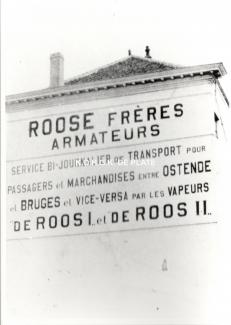 ROOSE FRÈRES
ARMATEURS
SERVICE BI-JOURNALIER DE TRANSPORT POUR
PASSAGERS et MARCHANDISES ENTRE OSTENDE
et BRUGES et VICE-VERSA PAR LES VAPEURS
"DE ROOS I" et "DE ROOS II"